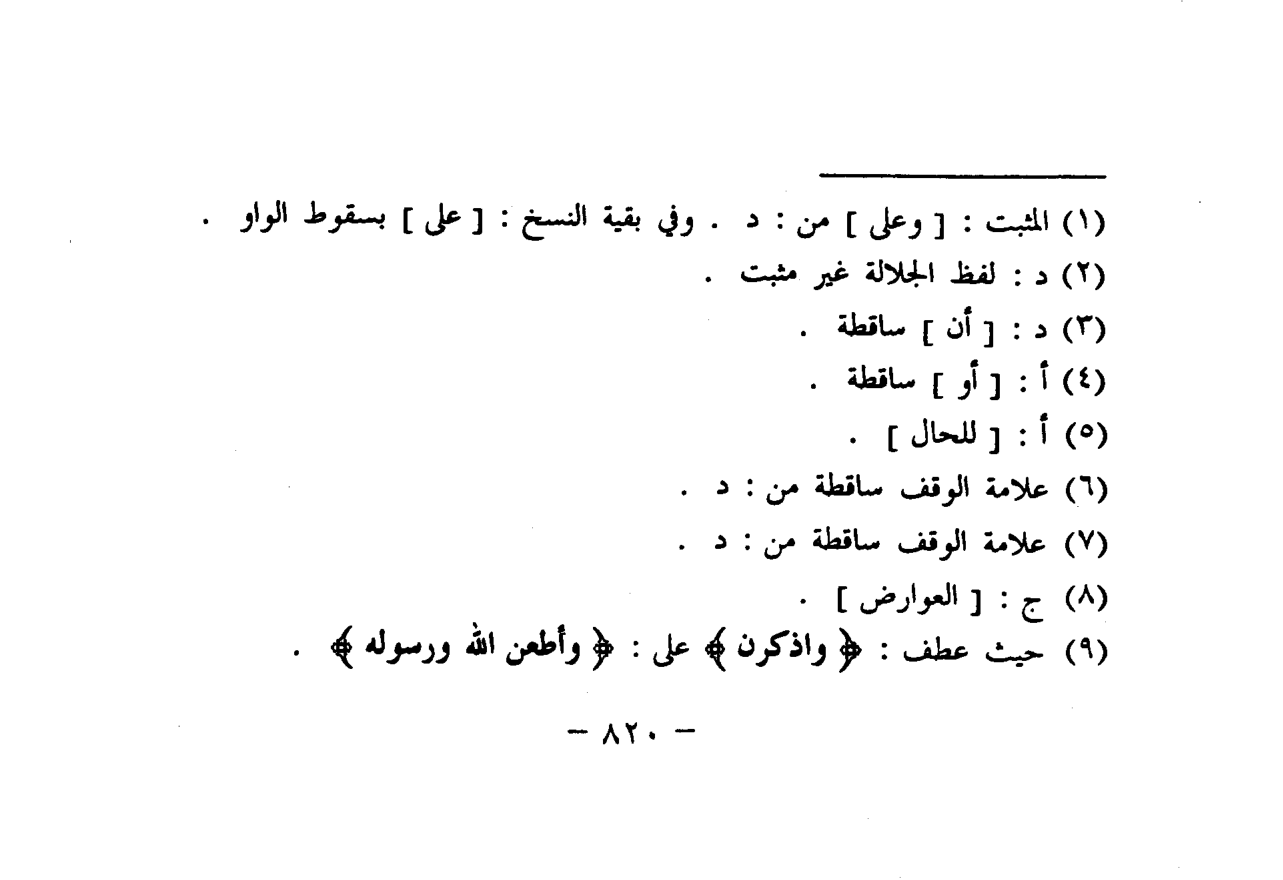 (١) المثبت : [ وعلى ] من : د . وفي بقية النسخ : [ على ] بسقوط الواو .
(٢) د : لفظ الجلالة غير مثبت .
(٣) د : [ أن ] ساقطة .
(٤) أ : [ أو ] ساقطة .
(٥) أ : [ للحال ] .
(٦) علامة الوقف ساقطة من : د .
(٧) علامة الوقف ساقطة من : د .
(٨) ج : [ العوارض ] .
(٩) حيث عطف : ﴿ واذكرن ﴾ على : ﴿ وأطعن الله ورسوله ﴾ .
– ٨٢٠ –